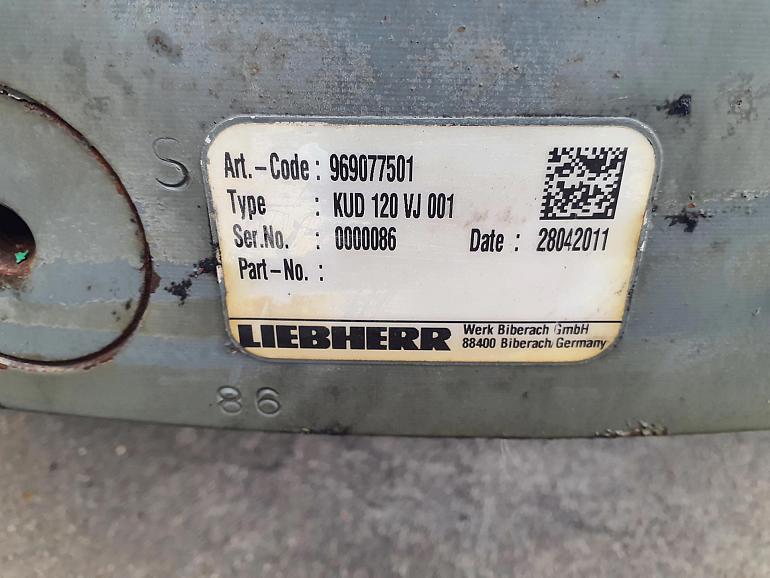 S
Art.-Code : 969077501
Type : KUD 120 VJ 001
Ser.No. : 0000086 Date : 28042011
Part-No. :
LIEBHERR Werk Biberach GmbH
88400 Biberach/Germany
86